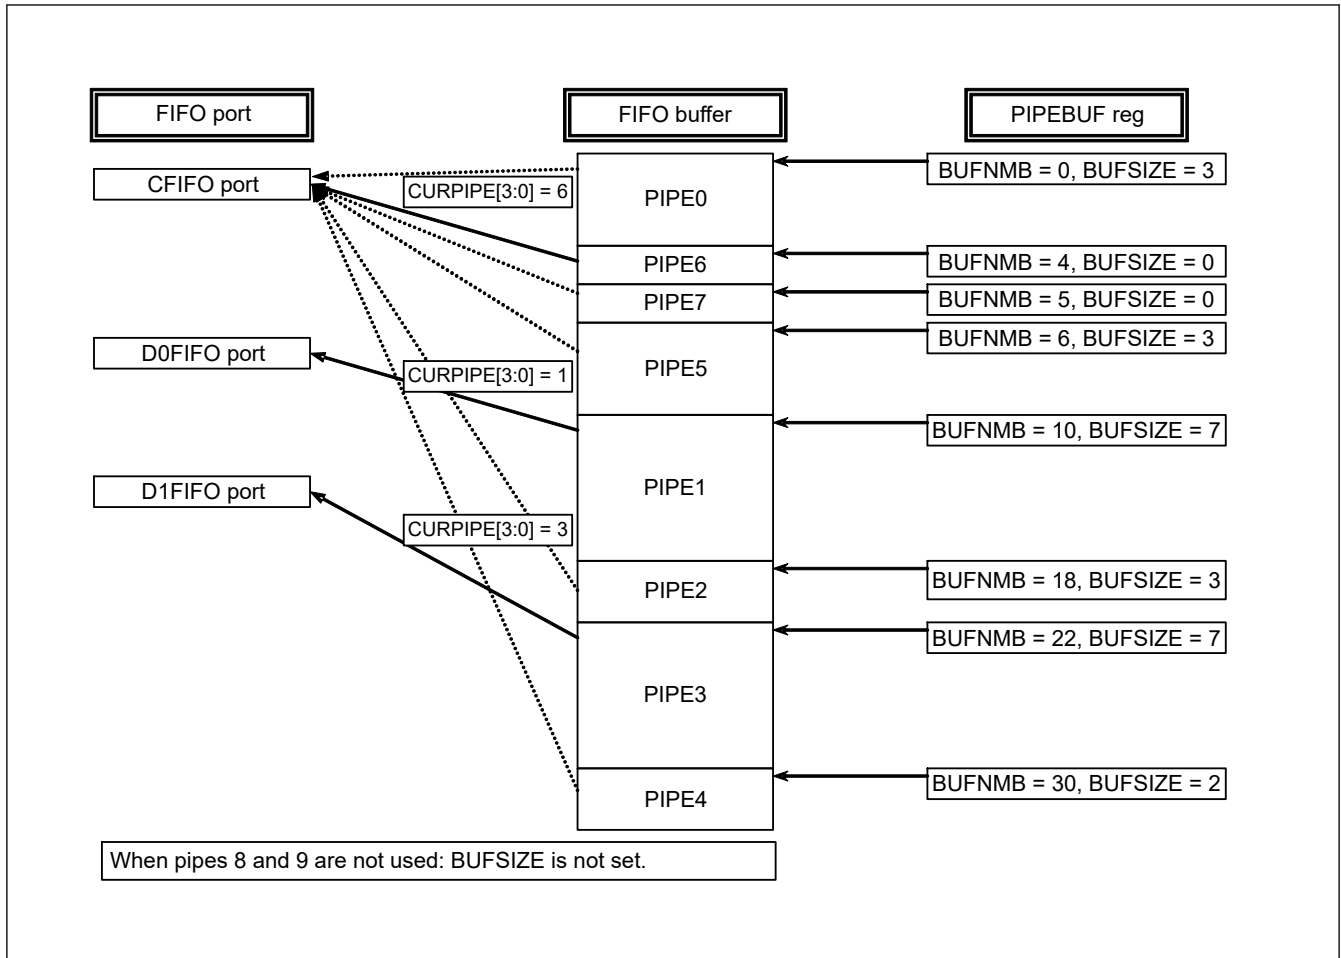 FIFO port
FIFO buffer
PIPEBUF reg
CFIFO port
CURPIPE[3:0] = 6
PIPE0
BUFNMB = 0, BUFSIZE = 3
PIPE6
BUFNMB = 4, BUFSIZE = 0
PIPE7
BUFNMB = 5, BUFSIZE = 0
D0FIFO port
CURPIPE[3:0] = 1
PIPE5
BUFNMB = 6, BUFSIZE = 3
BUFNMB = 10, BUFSIZE = 7
D1FIFO port
PIPE1
CURPIPE[3:0] = 3
PIPE2
BUFNMB = 18, BUFSIZE = 3
BUFNMB = 22, BUFSIZE = 7
PIPE3
PIPE4
BUFNMB = 30, BUFSIZE = 2
When pipes 8 and 9 are not used: BUFSIZE is not set.